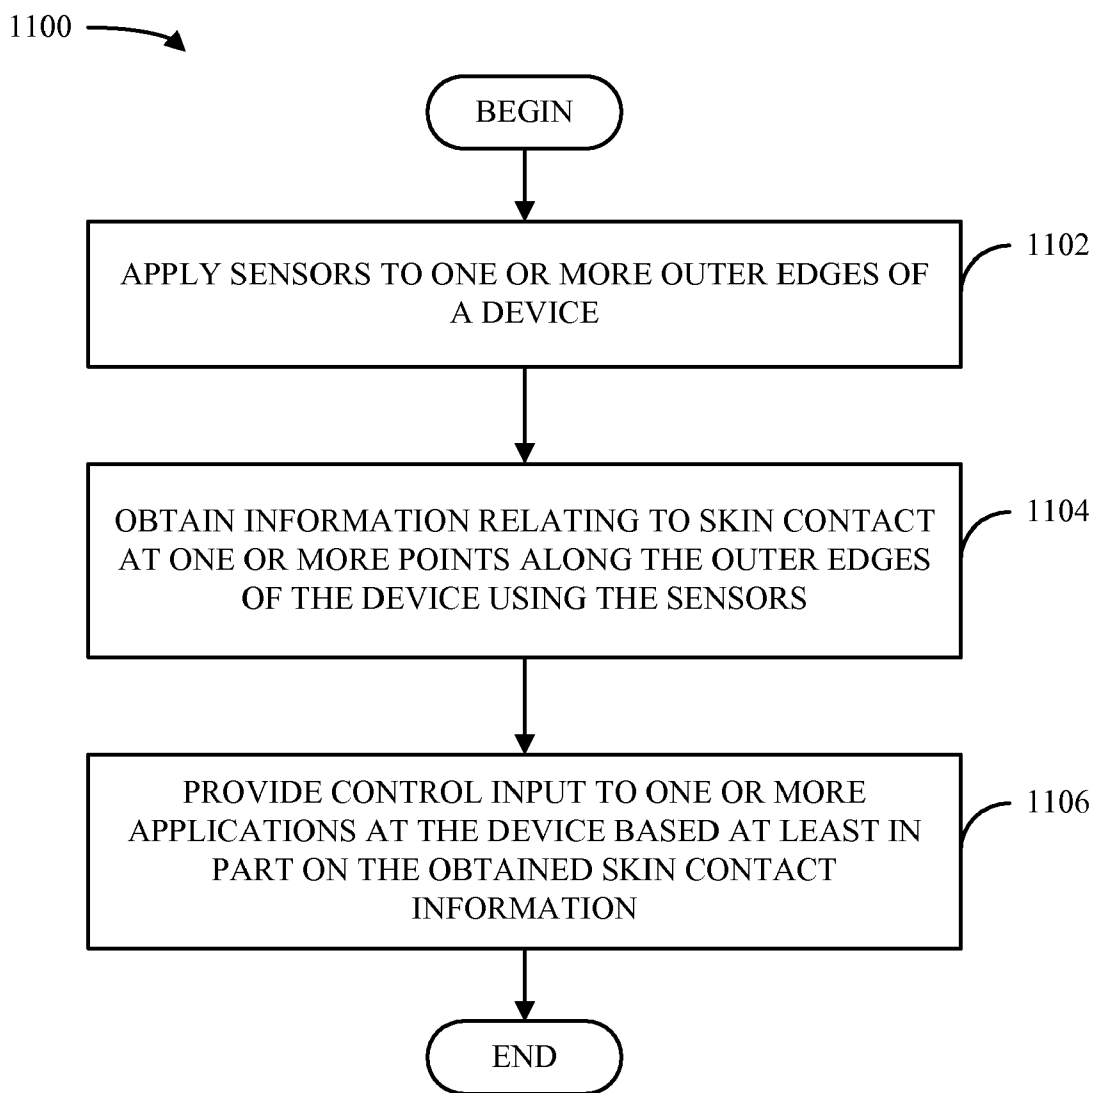 1100
BEGIN
1102
APPLY SENSORS TO ONE OR MORE OUTER EDGES OF
A DEVICE
1104
OBTAIN INFORMATION RELATING TO SKIN CONTACT
AT ONE OR MORE POINTS ALONG THE OUTER EDGES
OF THE DEVICE USING THE SENSORS
1106
PROVIDE CONTROL INPUT TO ONE OR MORE
APPLICATIONS AT THE DEVICE BASED AT LEAST IN
PART ON THE OBTAINED SKIN CONTACT
INFORMATION
END